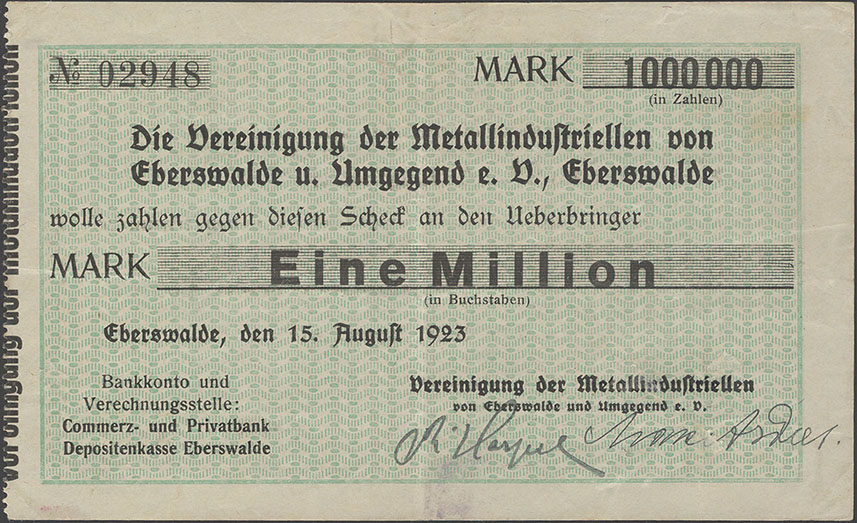 № 02948
MARK 1000000
(in Zahlen)
Die Vereinigung der Metallindustriellen von
Eberswalde u. Umgegend e. V., Eberswalde
wolle zahlen gegen diesen Scheck an den Ueberbringer
MARK Eine Million
(in Buchstaben)
Eberswalde, den 15. August 1923
Bankkonto und
Verechnungsstelle:
Commerz- und Privatbank
Depositenkasse Eberswalde
Vereinigung der Metallindustriellen
von Eberswalde und Umgegend e. V.